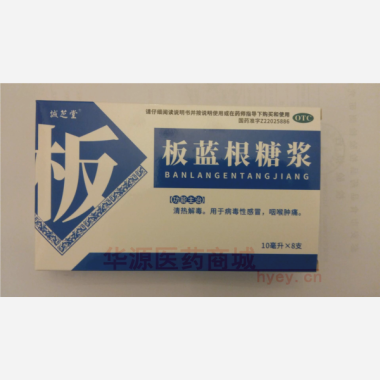 诚芝堂
请仔细阅读说明书并按说明使用或在药师指导下购买和使用
国药准字Z22025086
OTC
板
板蓝根糖浆
BANLANGENTANGJIANG
【功能主治】
清热解毒。用于病毒性感冒，咽喉肿痛。
10毫升×8支
华源医药商城
hyey.cn